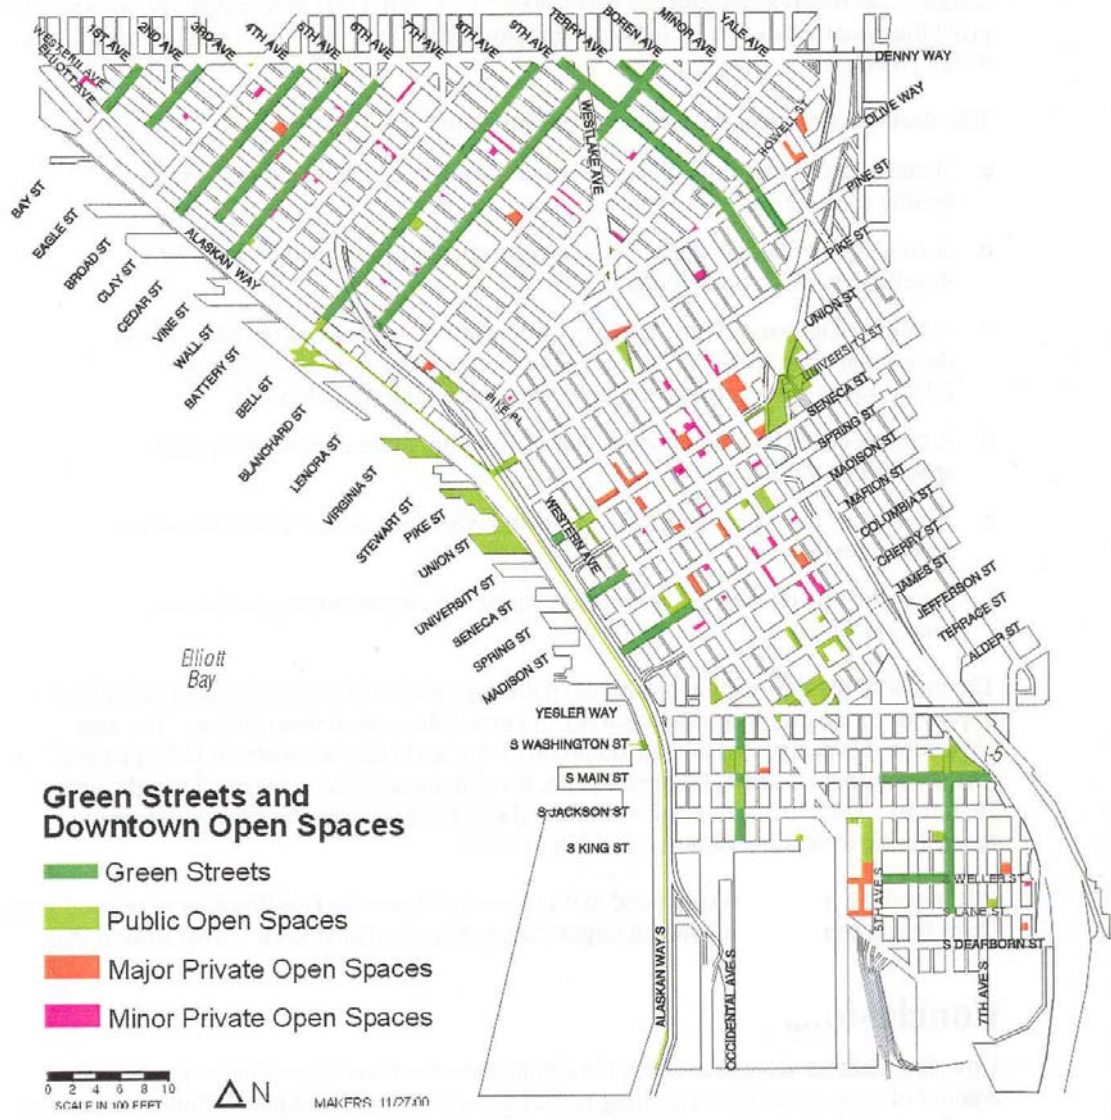 WESTERN AVE
ELLIOTT AVE
1ST AVE
2ND AVE
3RD AVE
4TH AVE
5TH AVE
6TH AVE
7TH AVE
8TH AVE
9TH AVE
TERRY AVE
BOREN AVE
MINOR AVE
YALE AVE
DENNY WAY
OLIVE WAY
HOWELL ST
WESTLAKE AVE
PINE ST
PIKE ST
UNION ST
UNIVERSITY ST
SENECA ST
SPRING ST
MADISON ST
MARION ST
COLUMBIA ST
CHERRY ST
JAMES ST
JEFFERSON ST
TERRACE ST
ALDER ST
BAY ST
EAGLE ST
BROAD ST
CLAY ST
CEDAR ST
VINE ST
WALL ST
BATTERY ST
BELL ST
BLANCHARD ST
LENORA ST
VIRGINIA ST
STEWART ST
PIKE ST
UNION ST
UNIVERSITY ST
SENECA ST
SPRING ST
MADISON ST
ALASKAN WAY
PIKE PL
WESTERN AVE
Elliott
Bay
YESLER WAY
S WASHINGTON ST
S MAIN ST
S JACKSON ST
S KING ST
I-5
S WELLER ST
S LANE ST
S DEARBORN ST
5TH AVE S
7TH AVE S
ALASKAN WAY S
OCCIDENTAL AVE S
Green Streets and
Downtown Open Spaces
Green Streets
Public Open Spaces
Major Private Open Spaces
Minor Private Open Spaces
0 2 4 6 8 10
SCALE IN 100 FEET
N
MAKERS 11/27/00